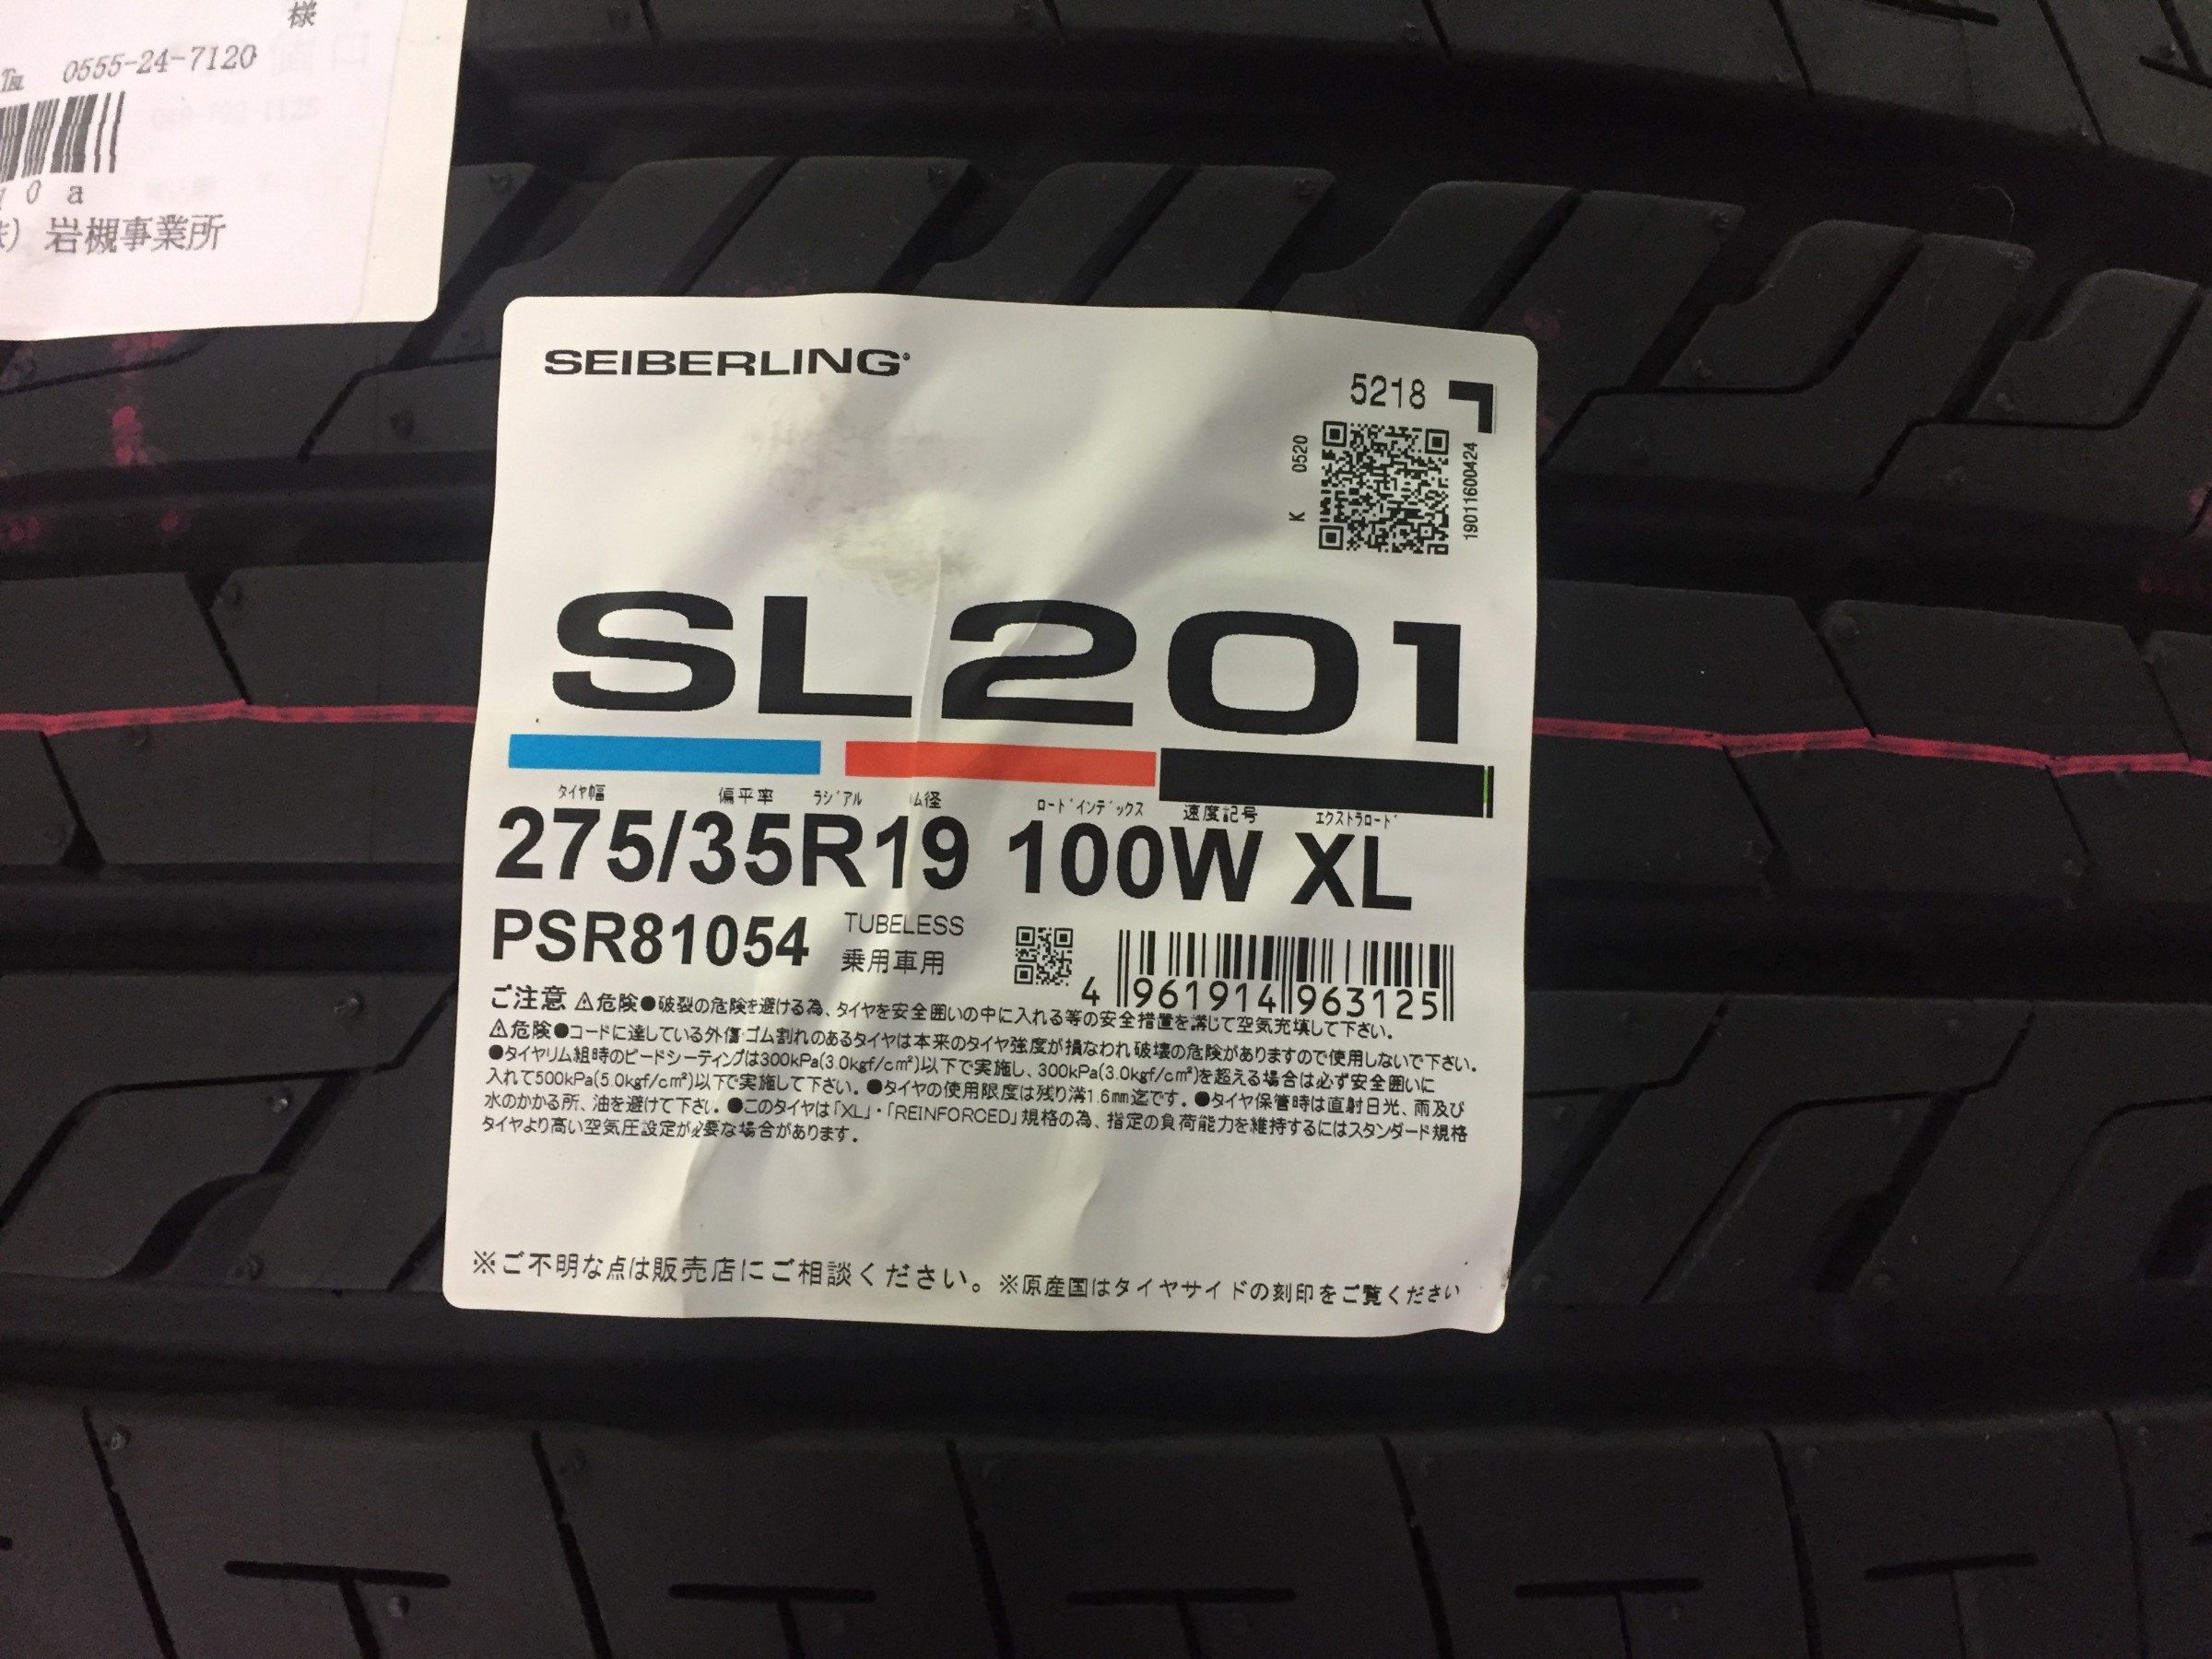 様
TEL 0555-24-7120
0 a
岩槻事業所
SEIBERLING
5218
K 0520
1901160​0424
SL201
タイヤ幅 偏平率 ラジアル ム径 ロードインデックス 速度記号 エクストラロード
275/35R19 100W XL
PSR81054 TUBELESS
乗用車用
4 961914 963125
ご注意 ⚠危険●破裂の危険を避ける為、タイヤを安全囲いの中に入れる等の安全措置を講じて空気充填して下さい。
⚠危険●コードに達している外傷・ゴム割れのあるタイヤは本来のタイヤ強度が損なわれ破壊の危険がありますので使用しないで下さい。
●タイヤリム組時のビードシーティングは300kPa(3.0kgf/c㎡)以下で実施し、300kPa(3.0kgf/c㎡)を超える場合は必ず安全囲いに
入れて500kPa(5.0kgf/c㎡)以下で実施して下さい。●タイヤの使用限度は残り溝1.6mm迄です。●タイヤ保管時は直射日光、雨及び
水のかかる所、油を避けて下さい。●このタイヤは「XL」・「REINFORCED」規格の為、指定の負荷能力を維持するにはスタンダード規格
タイヤより高い空気圧設定が必要な場合があります。
※ご不明な点は販売店にご相談ください。※原産国はタイヤサイドの刻印をご覧ください